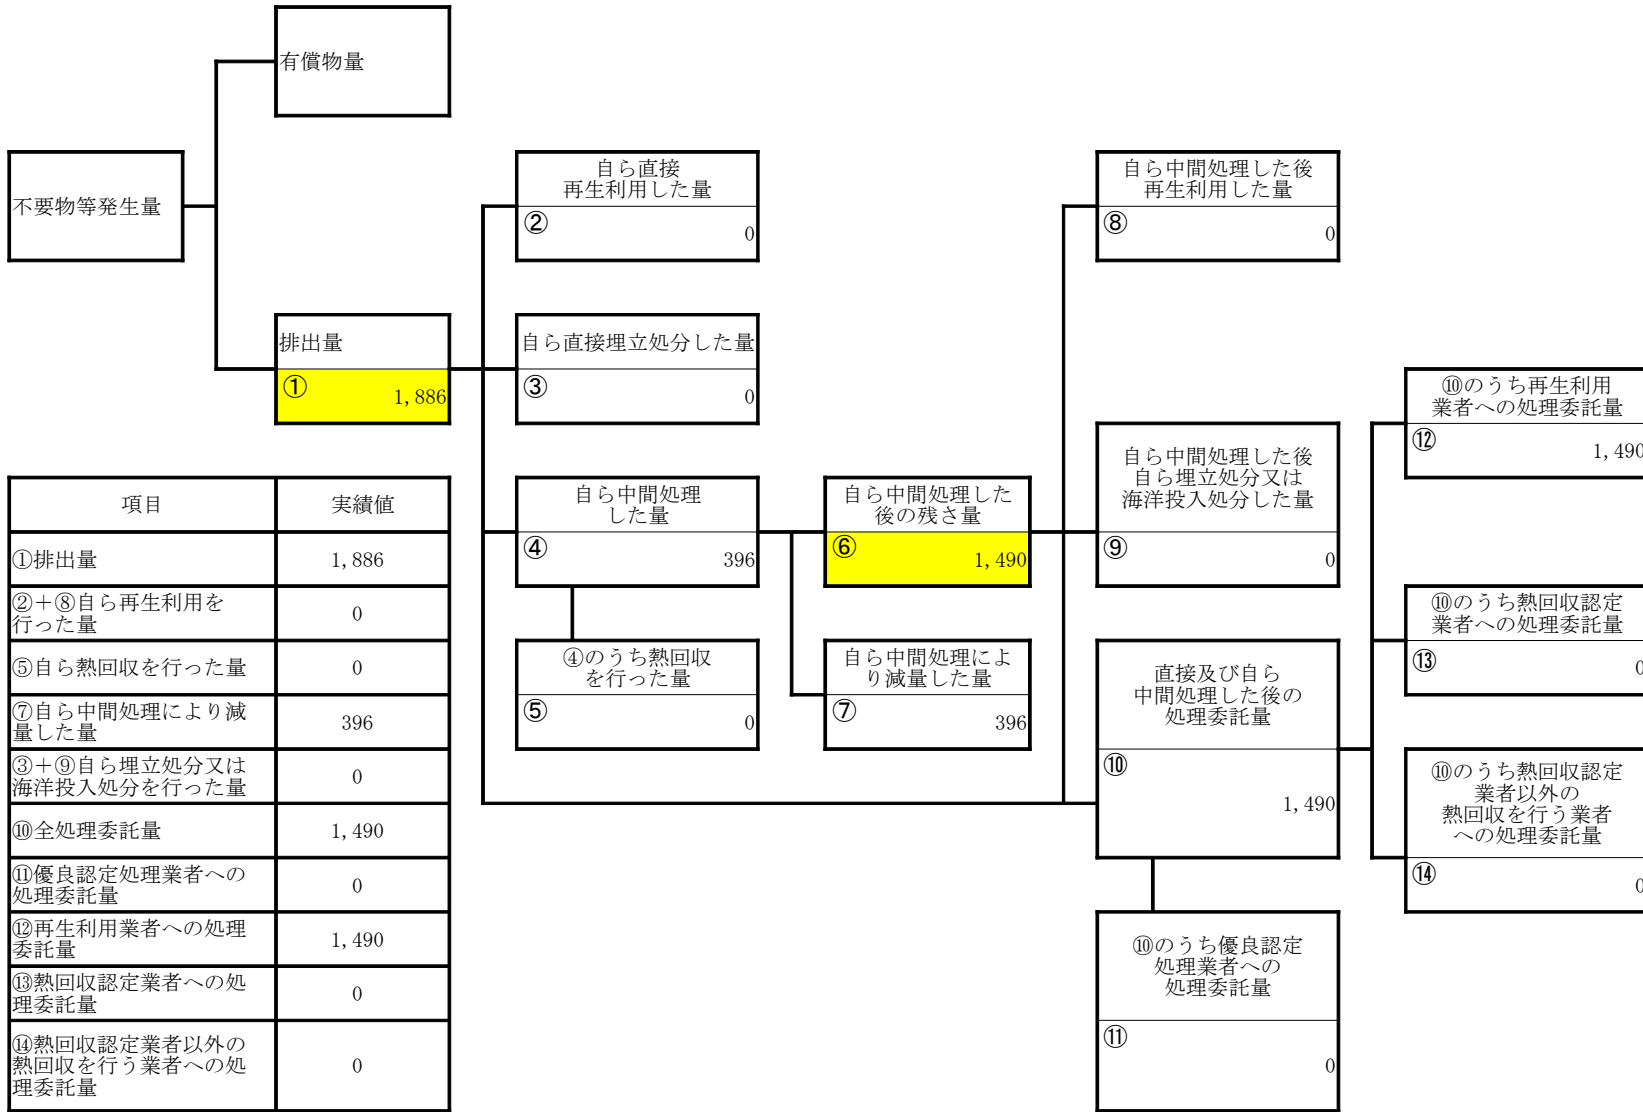 有償物量
不要物等発生量
排出量
①
1,886
自ら直接
再生利用した量
②
0
自ら直接埋立処分した量
③
0
自ら中間処理
した量
④
396
④のうち熱回収
を行った量
⑤
0
自ら中間処理した
後の残さ量
⑥
1,490
自ら中間処理によ
り減量した量
⑦
396
自ら中間処理した後
再生利用した量
⑧
0
自ら中間処理した後
自ら埋立処分又は
海洋投入処分した量
⑨
0
直接及び自ら
中間処理した後の
処理委託量
⑩
1,490
⑩のうち優良認定
処理業者への
処理委託量
⑪
0
⑩のうち再生利用
業者への処理委託量
⑫
1,490
⑩のうち熱回収認定
業者への処理委託量
⑬
0
⑩のうち熱回収認定
業者以外の
熱回収を行う業者
への処理委託量
⑭
0
項目 実績値
①排出量 1,886
②+⑧自ら再生利用を
行った量 0
⑤自ら熱回収を行った量 0
⑦自ら中間処理により減
量した量 396
③+⑨自ら埋立処分又は
海洋投入処分を行った量 0
⑩全処理委託量 1,490
⑪優良認定処理業者への
処理委託量 0
⑫再生利用業者への処理
委託量 1,490
⑬熱回収認定業者への処
理委託量 0
⑭熱回収認定業者以外の
熱回収を行う業者への処
理委託量 0